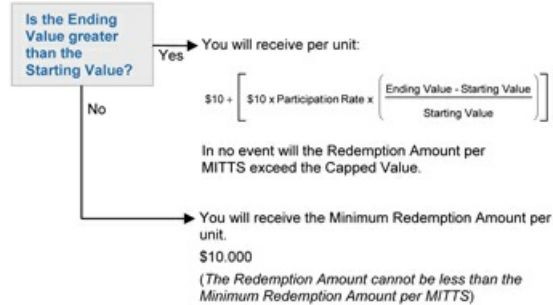 Is the Ending
Value greater
than the
Starting Value?
Yes
You will receive per unit:
$10 + [ $10 x Participation Rate x ( Ending Value - Starting Value
Starting Value ) ]
In no event will the Redemption Amount per
MITTS exceed the Capped Value.
No
You will receive the Minimum Redemption Amount per
unit.
$10.000
(The Redemption Amount cannot be less than the
Minimum Redemption Amount per MITTS)